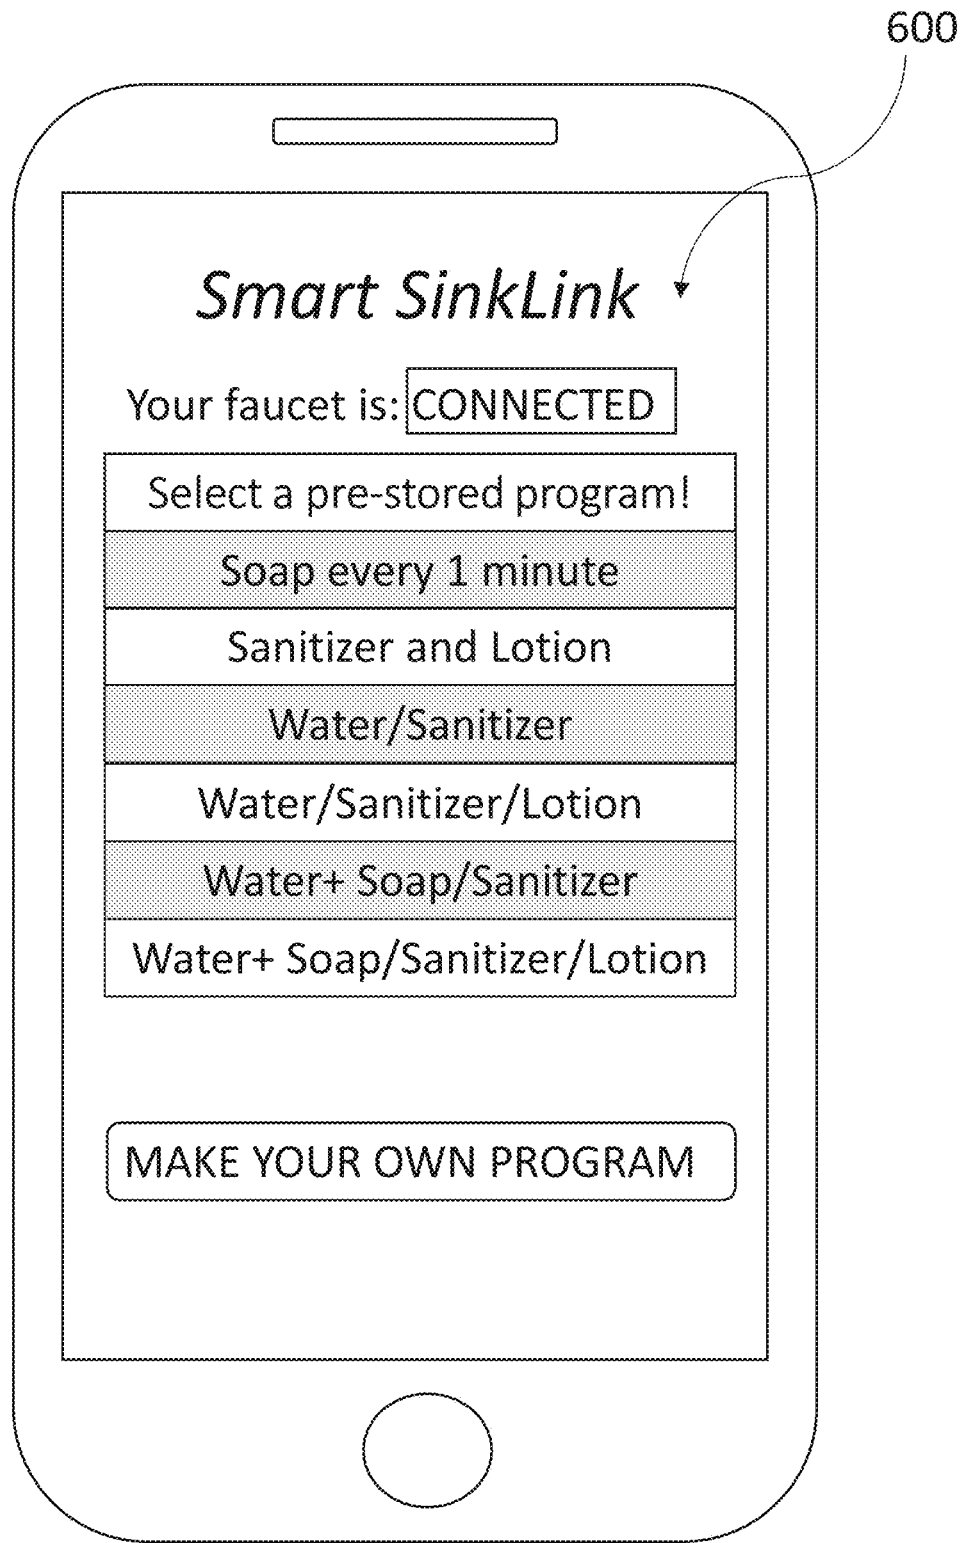 600
Smart SinkLink
Your faucet is: CONNECTED
Select a pre-stored program!
Soap every 1 minute
Sanitizer and Lotion
Water/Sanitizer
Water/Sanitizer/Lotion
Water+ Soap/Sanitizer
Water+ Soap/Sanitizer/Lotion
MAKE YOUR OWN PROGRAM